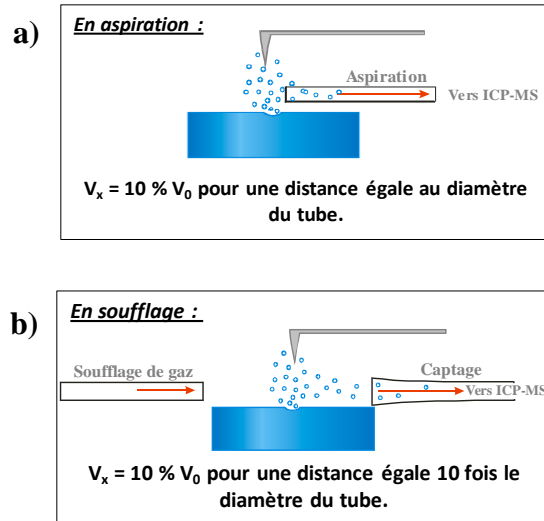 a)
En aspiration :
Aspiration
Vers ICP-MS
Vx = 10 % V0 pour une distance égale au diamètre
du tube.
b)
En soufflage :
Soufflage de gaz
Captage
Vers ICP-MS
Vx = 10 % V0 pour une distance égale 10 fois le
diamètre du tube.